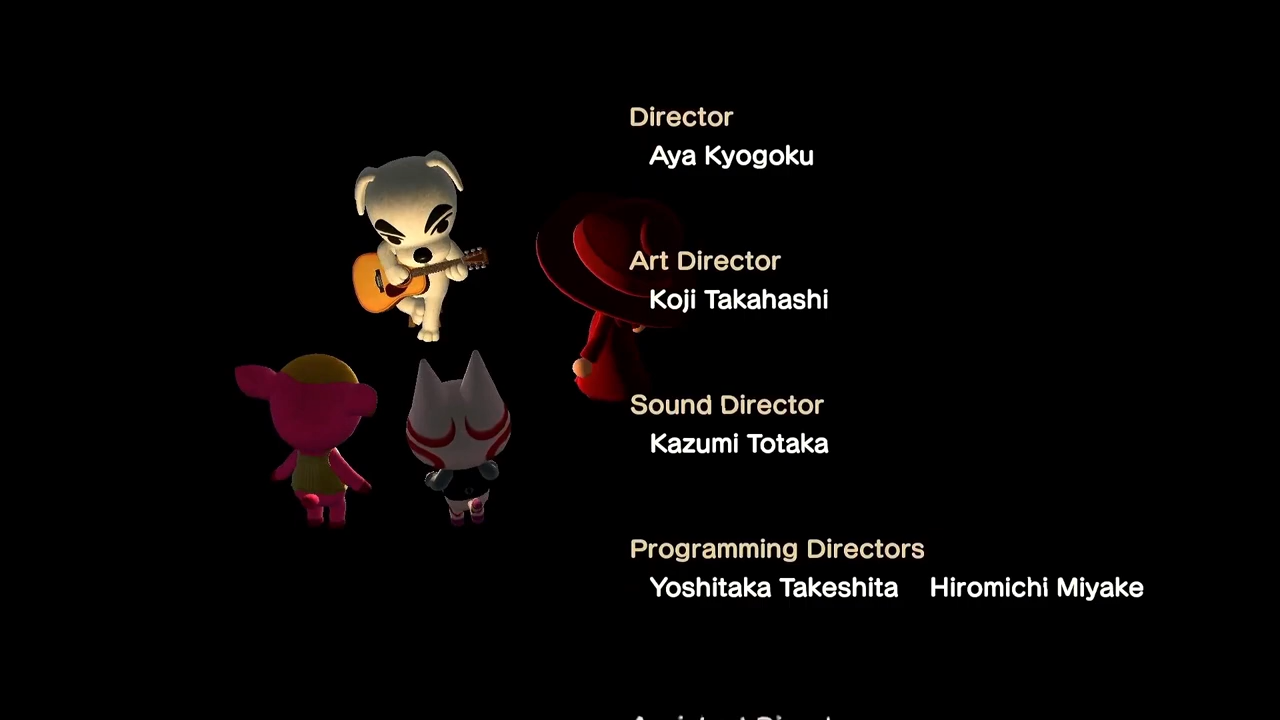 Director
Aya Kyogoku
Art Director
Koji Takahashi
Sound Director
Kazumi Totaka
Programming Directors
Yoshitaka Takeshita Hiromichi Miyake